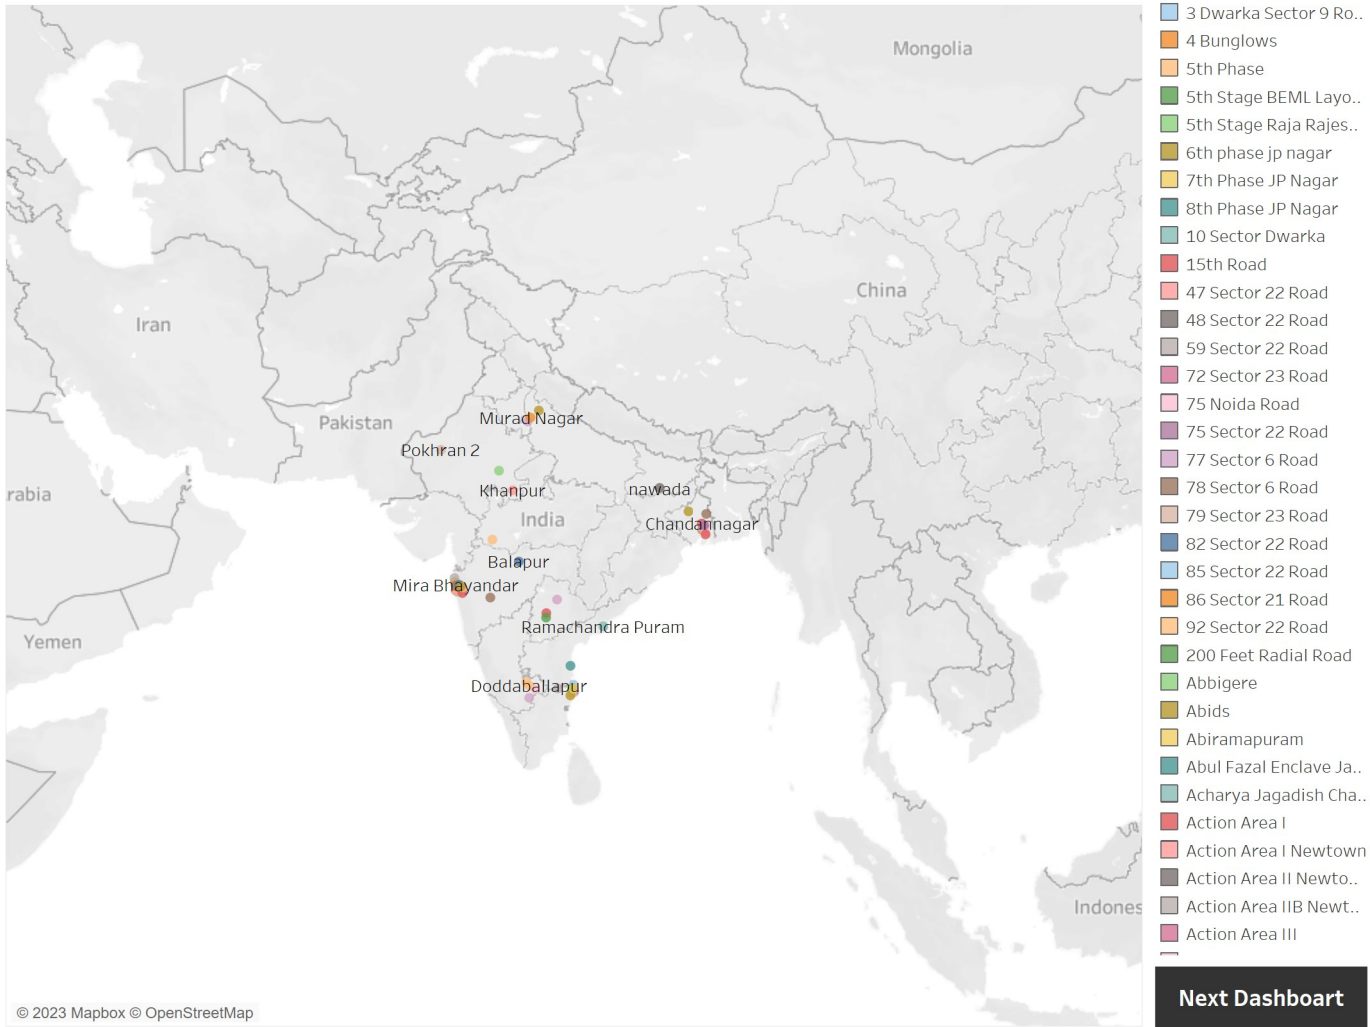 Mongolia
China
Iran
Pakistan
rabia
Yemen
India
Indones
Murad Nagar
Pokhran 2
Khanpur
nawada
Chandannagar
Balapur
Mira Bhayandar
Ramachandra Puram
Doddaballapur
© 2023 Mapbox © OpenStreetMap
3 Dwarka Sector 9 Ro..
4 Bunglows
5th Phase
5th Stage BEML Layo..
5th Stage Raja Rajes..
6th phase jp nagar
7th Phase JP Nagar
8th Phase JP Nagar
10 Sector Dwarka
15th Road
47 Sector 22 Road
48 Sector 22 Road
59 Sector 22 Road
72 Sector 23 Road
75 Noida Road
75 Sector 22 Road
77 Sector 6 Road
78 Sector 6 Road
79 Sector 23 Road
82 Sector 22 Road
85 Sector 22 Road
86 Sector 21 Road
92 Sector 22 Road
200 Feet Radial Road
Abbigere
Abids
Abiramapuram
Abul Fazal Enclave Ja..
Acharya Jagadish Cha..
Action Area I
Action Area I Newtown
Action Area II Newto..
Action Area IIB Newt..
Action Area III
Next Dashboart